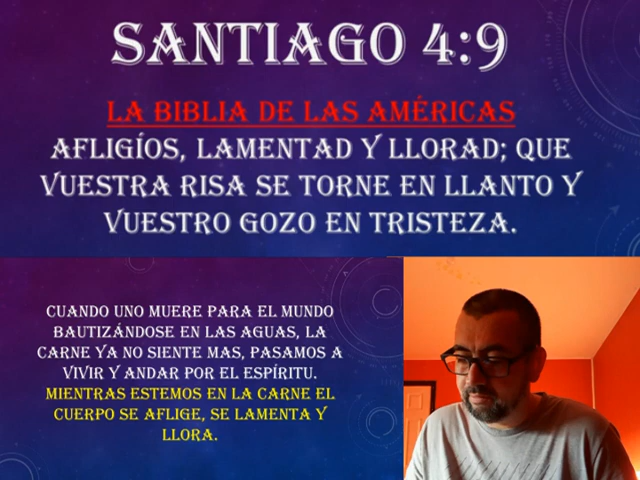 SANTIAGO 4:9
LA BIBLIA DE LAS AMÉRICAS
AFLIGÍOS, LAMENTAD Y LLORAD; QUE
VUESTRA RISA SE TORNE EN LLANTO Y
VUESTRO GOZO EN TRISTEZA.
CUANDO UNO MUERE PARA EL MUNDO
BAUTIZÁNDOSE EN LAS AGUAS, LA
CARNE YA NO SIENTE MAS, PASAMOS A
VIVIR Y ANDAR POR EL ESPÍRITU.
MIENTRAS ESTEMOS EN LA CARNE EL
CUERPO SE AFLIGE, SE LAMENTA Y
LLORA.